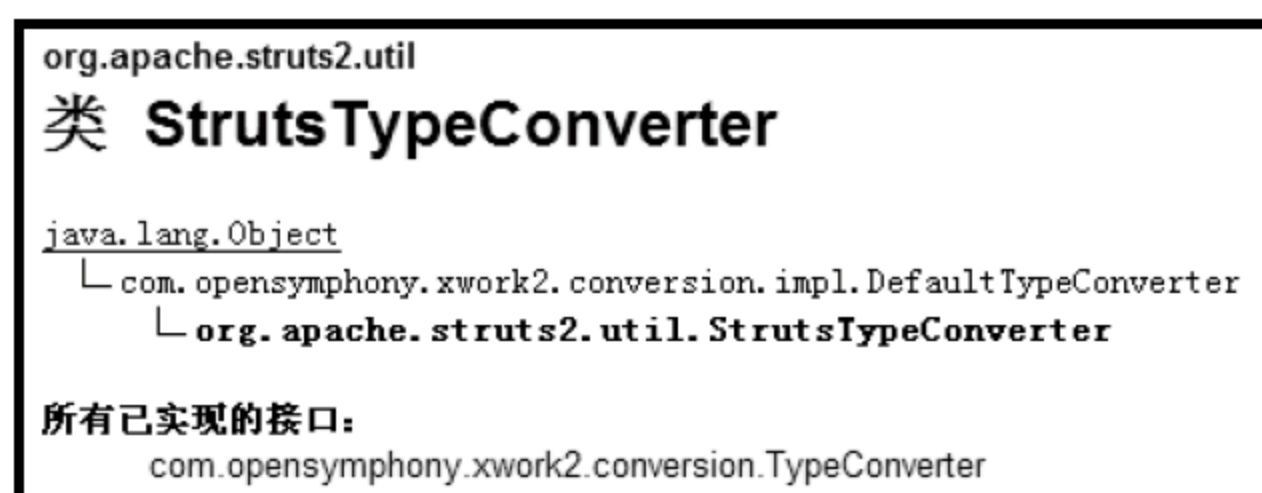 org.apache.struts2.util
类 StrutsTypeConverter
java.lang.Object
com.opensymphony.xwork2.conversion.impl.DefaultTypeConverter
org.apache.struts2.util.StrutsTypeConverter
所有已实现的接口:
com.opensymphony.xwork2.conversion.TypeConverter